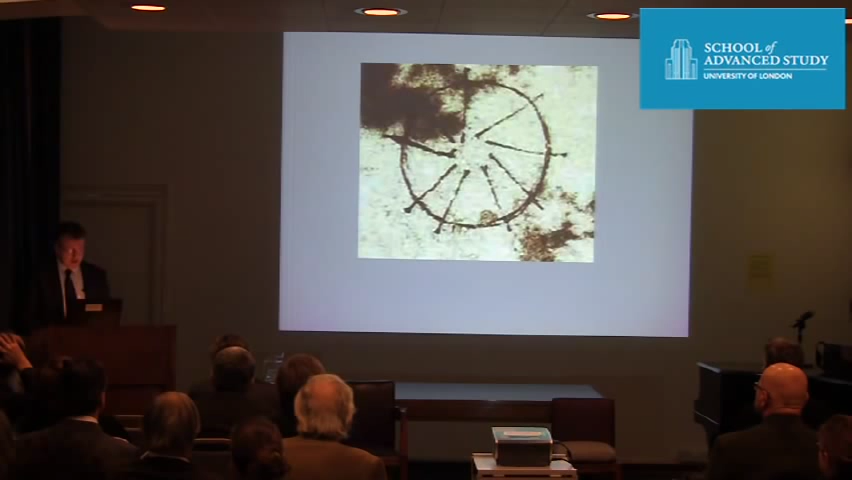 SCHOOL of
ADVANCED STUDY
UNIVERSITY OF LONDON